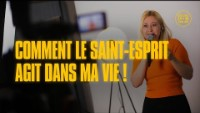 COMMENT LE SAINT-ESPRIT
AGIT DANS MA VIE !